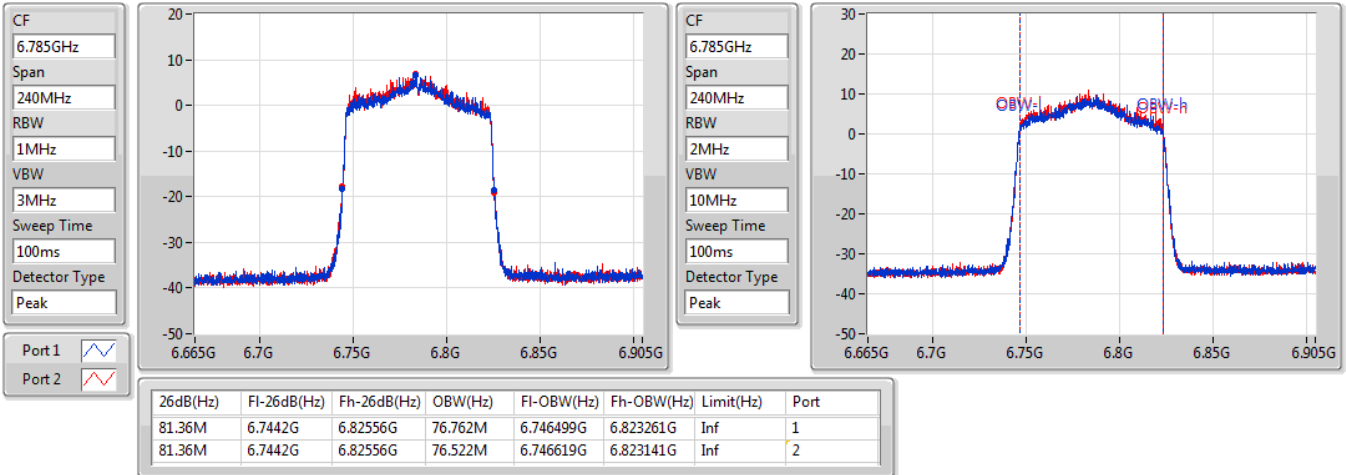 CF
6.785GHz
Span
240MHz
RBW
1MHz
VBW
3MHz
Sweep Time
100ms
Detector Type
Peak
20
10
0
-10
-20
-30
-40
-50
6.665G 6.7G 6.75G 6.8G 6.85G 6.905G
CF
6.785GHz
Span
240MHz
RBW
2MHz
VBW
10MHz
Sweep Time
100ms
Detector Type
Peak
30
20
10
0
-10
-20
-30
-40
-50
OBW-l OBW-h
6.665G 6.7G 6.75G 6.8G 6.85G 6.905G
Port 1
Port 2
26dB(Hz) Fl-26dB(Hz) Fh-26dB(Hz) OBW(Hz) Fl-OBW(Hz) Fh-OBW(Hz) Limit(Hz) Port
81.36M 6.7442G 6.82556G 76.762M 6.746499G 6.823261G Inf 1
81.36M 6.7442G 6.82556G 76.522M 6.746619G 6.823141G Inf 2